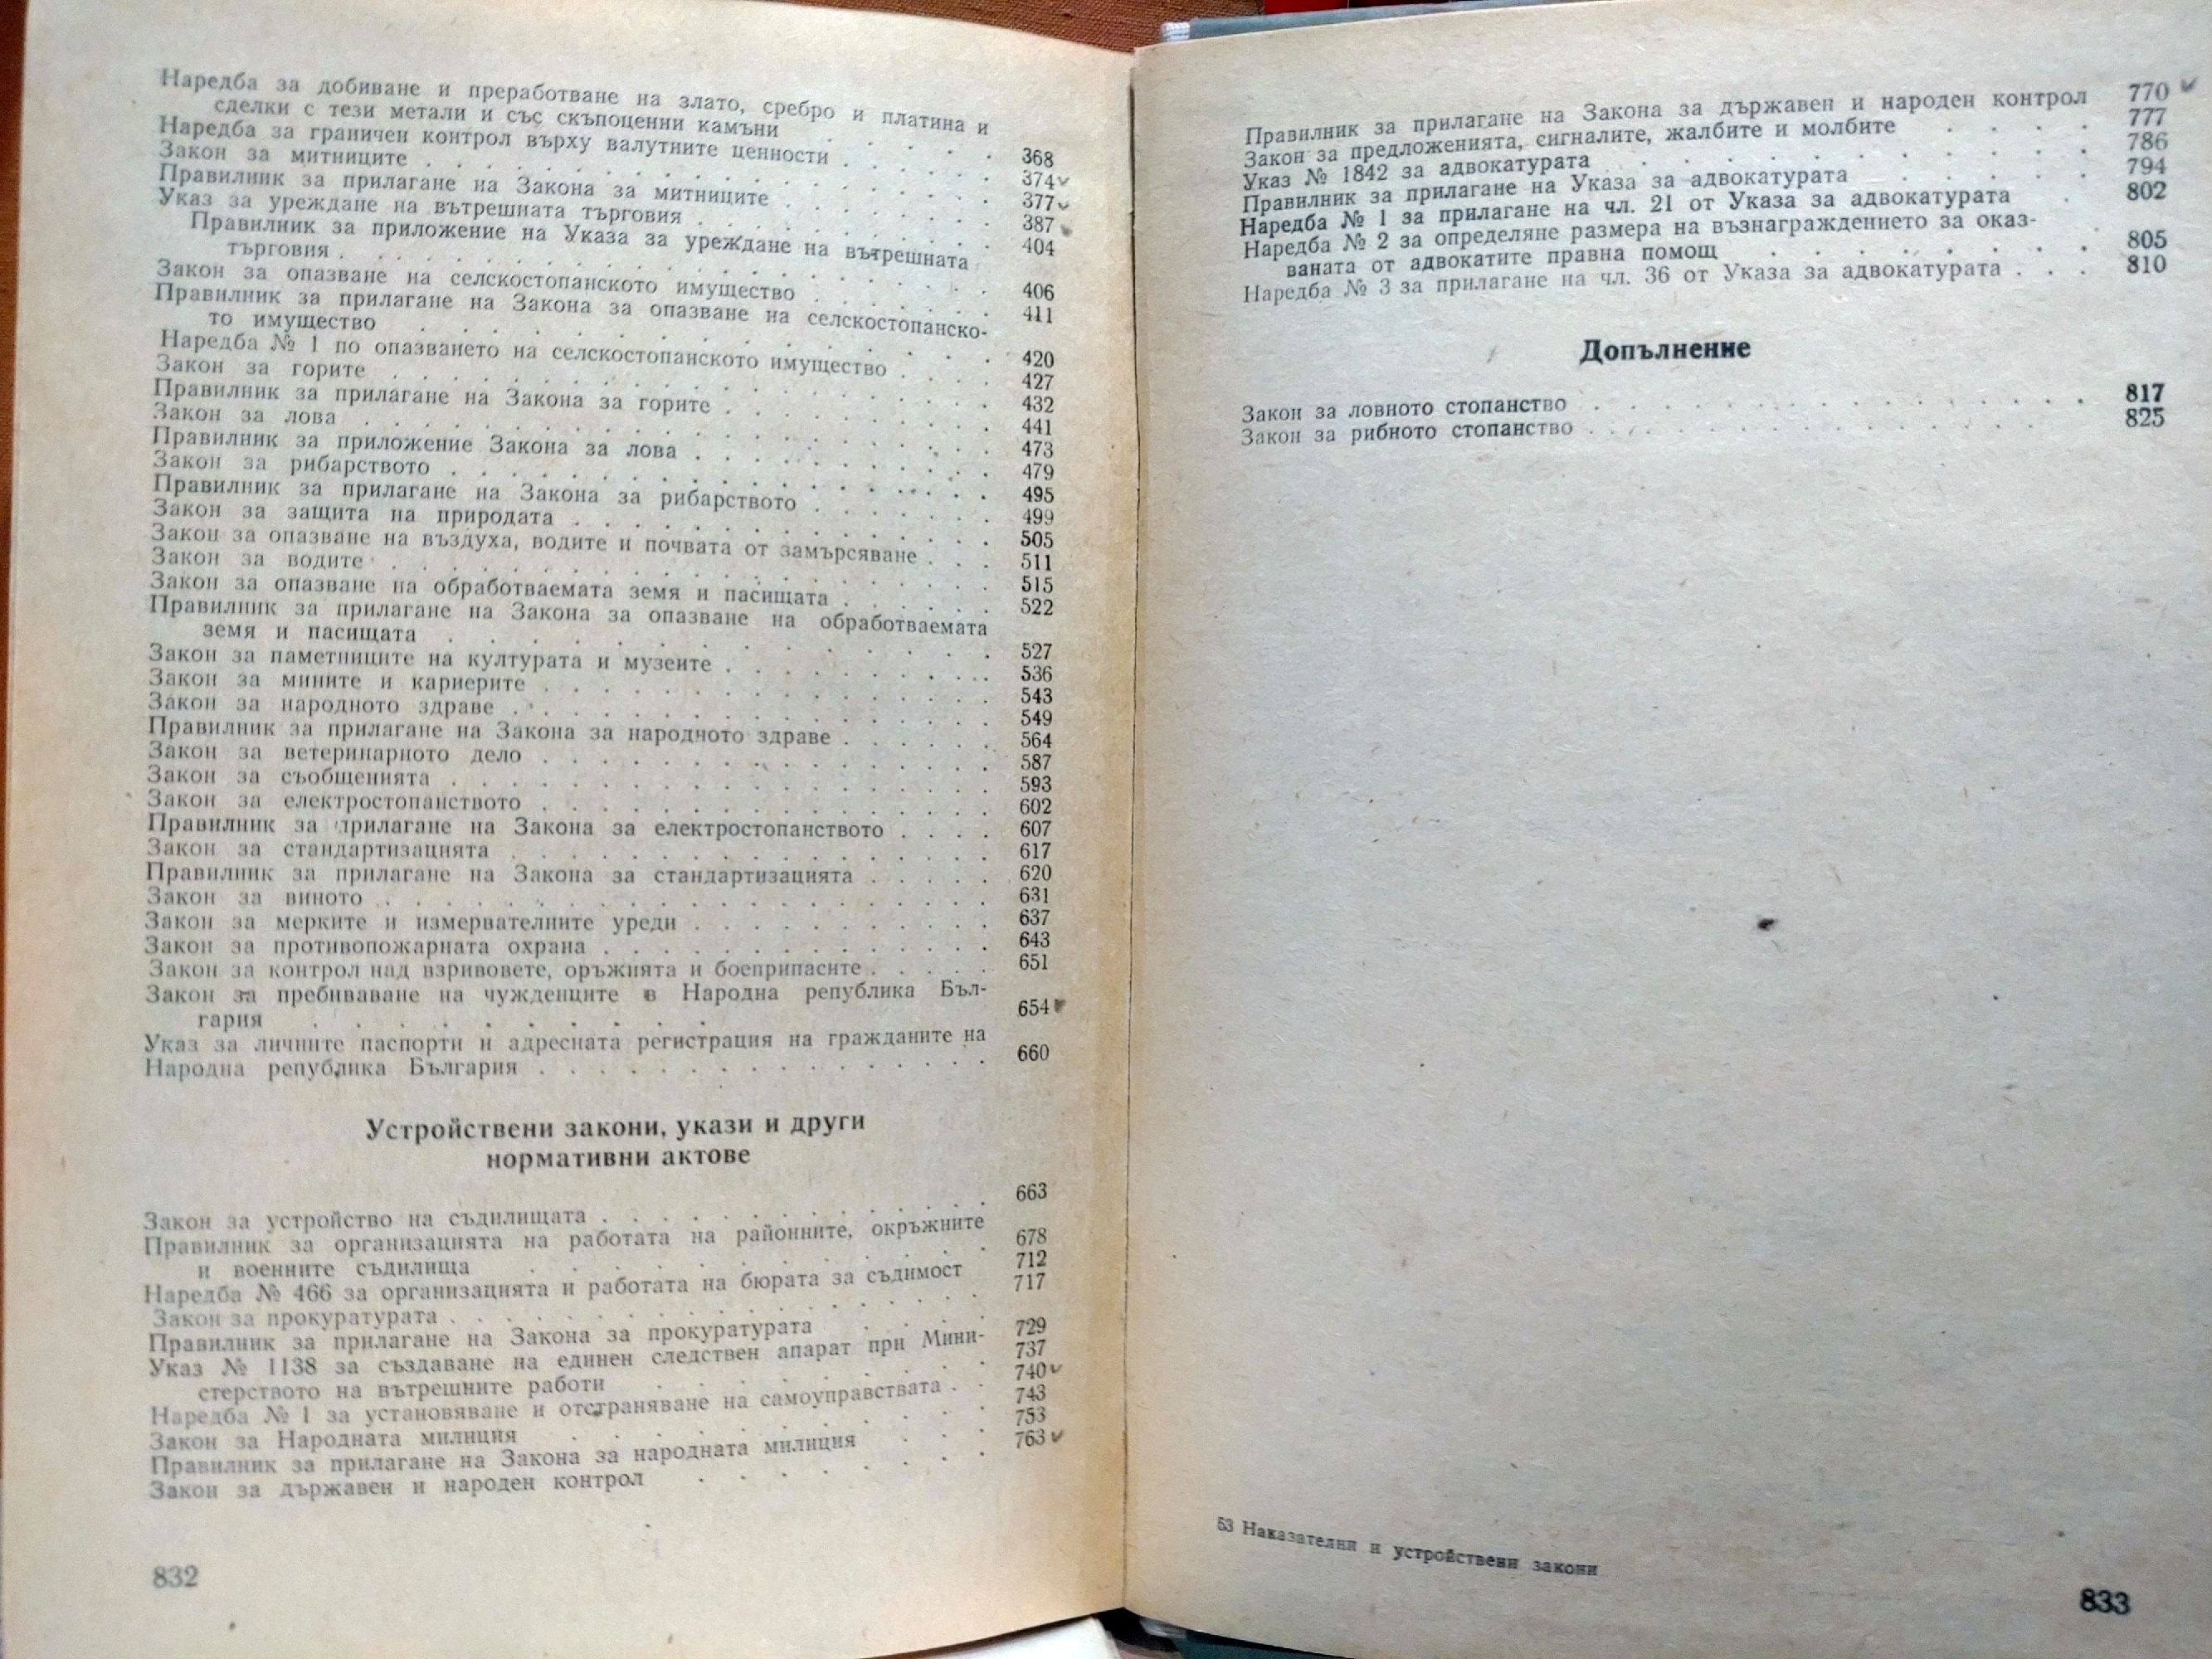 Наредба за добиване и преработване на злато, сребро и платина и
сделки с тези метали и със скъпоценни камъни . . . . . 368
Наредба за граничен контрол върху валутните ценности . . . . 374
Закон за митниците . . . . . . . . . . . . 377
Правилник за прилагане на Закона за митниците . . . . . 387
Указ за уреждане на вътрешната търговия . . . . . . . 404
Правилник за приложение на Указа за уреждане на вътрешната
търговия . . . . . . . . . . . . . 406
Закон за опазване на селскостопанското имущество . . . . 411
Правилник за прилагане на Закона за опазване на селскостопанско-
то имущество . . . . . . . . . . . . 420
Наредба № 1 по опазването на селскостопанското имущество . . . 427
Закон за горите . . . . . . . . . . . . 432
Правилник за прилагане на Закона за горите . . . . . . 441
Закон за лова . . . . . . . . . . . . . 473
Правилник за приложение Закона за лова . . . . . . . 479
Закон за рибарството . . . . . . . . . . . 495
Правилник за прилагане на Закона за рибарството . . . . 499
Закон за защита на природата . . . . . . . . . 505
Закон за опазване на въздуха, водите и почвата от замърсяване . . . 511
Закон за водите . . . . . . . . . . . . 515
Закон за опазване на обработваемата земя и пасищата . . . . 522
Правилник за прилагане на Закона за опазване на обработваемата
земя и пасищата . . . . . . . . . . . 527
Закон за паметниците на културата и музеите . . . . . . 536
Закон за мините и кариерите . . . . . . . . . 543
Закон за народното здраве . . . . . . . . . . 549
Правилник за прилагане на Закона за народното здраве . . . . 564
Закон за ветеринарното дело . . . . . . . . . 587
Закон за съобщенията . . . . . . . . . . . 593
Закон за електростопанството . . . . . . . . . 602
Правилник за прилагане на Закона за електростопанството . . . . 607
Закон за стандартизацията . . . . . . . . . . 617
Правилник за прилагане на Закона за стандартизацията . . . . 620
Закон за виното . . . . . . . . . . . . 631
Закон за мерките и измервателните уреди . . . . . . . 637
Закон за противопожарната охрана . . . . . . . . 643
Закон за контрол над взривовете, оръжията и боеприпасите . . . . 651
Закон за пребиваване на чужденците в Народна република Бъл-
гария . . . . . . . . . 654
Указ за личните паспорти и адресната регистрация на гражданите на
Народна република България . . . . . . . . . 660
Устройствени закони, укази и други
нормативни актове
Закон за устройство на съдилищата . . . . . . . . 663
Правилник за организацията на работата на районните, окръжните
и военните съдилища . . . . . . . . 678
Наредба № 466 за организацията и работата на бюрата за съдимост 712
Закон за прокуратурата . . . . . . . . . . . 717
Правилник за прилагане на Закона за прокуратурата . . . . 729
Указ № 1138 за създаване на единен следствен апарат при Мини-
стерството на вътрешните работи . . . . . . 737
Наредба № 1 за установяване и отстраняване на самоуправствата . . 740
Закон за Народната милиция . . . . . . . . 743
Правилник за прилагане на Закона за народната милиция . . . 753
Закон за държавен и народен контрол . . . . . . . 763
832
Правилник за прилагане на Закона за държавен и народен контрол 770
Закон за предложенията, сигналите, жалбите и молбите . . . . 777
Указ № 1842 за адвокатурата . . . . . . . . . 786
Правилник за прилагане на Указа за адвокатурата . . . . . 794
Наредба № 1 за прилагане на чл. 21 от Указа за адвокатурата . 802
Наредба № 2 за определяне размера на възнаграждението за оказ-
ваната от адвокатите правна помощ . . . . . . . 805
Наредба № 3 за прилагане на чл. 36 от Указа за адвокатурата . . . 810
Допълнение
Закон за ловното стопанство . . . . . . . . . . . . 817
Закон за рибното стопанство . . . . . . . . . . . 825
53 Наказателни и устройствени закони
833